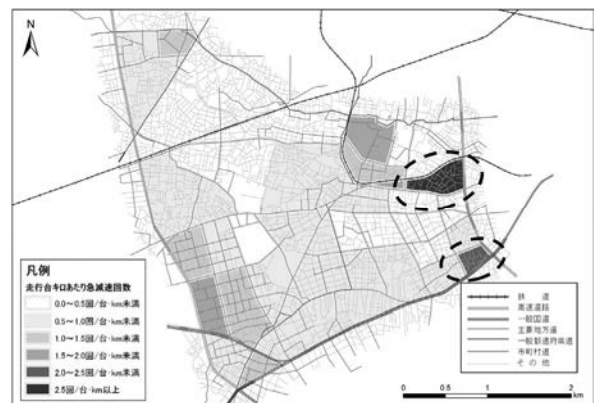 N
凡例
走行台キロあたり急減速回数
0.0～0.5回/台・km未満
0.5～1.0回/台・km未満
1.0～1.5回/台・km未満
1.5～2.0回/台・km未満
2.0～2.5回/台・km未満
2.5回/台・km以上
鉄道
高速道路
一般国道
主要地方道
一般都道府県道
市町村道
その他
0 0.5 1 2
km